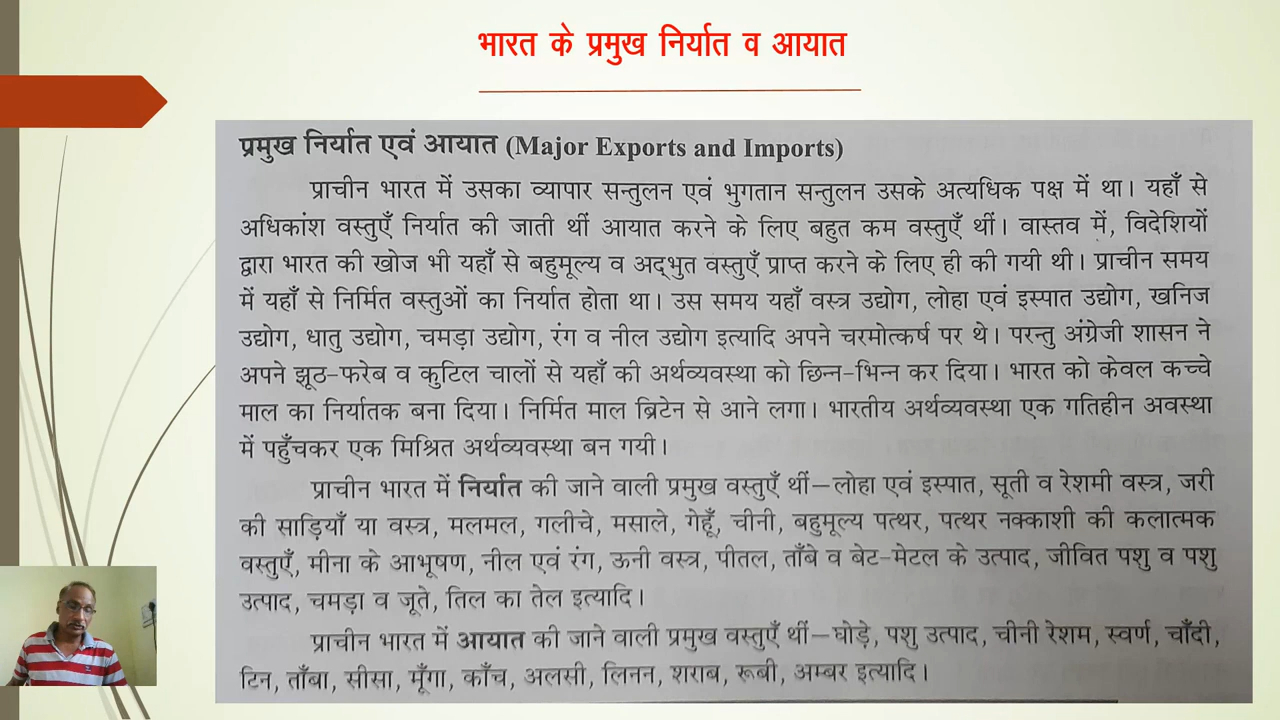 भारत के प्रमुख निर्यात व आयात
प्रमुख निर्यात एवं आयात (Major Exports and Imports)
प्राचीन भारत में उसका व्यापार सन्तुलन एवं भुगतान सन्तुलन उसके अत्यधिक पक्ष में था। यहाँ से
अधिकांश वस्तुएँ निर्यात की जाती थीं आयात करने के लिए बहुत कम वस्तुएँ थीं। वास्तव में, विदेशियों
द्वारा भारत की खोज भी यहाँ से बहुमूल्य व अद्भुत वस्तुएँ प्राप्त करने के लिए ही की गयी थी। प्राचीन समय
में यहाँ से निर्मित वस्तुओं का निर्यात होता था। उस समय यहाँ वस्त्र उद्योग, लोहा एवं इस्पात उद्योग, खनिज
उद्योग, धातु उद्योग, चमड़ा उद्योग, रंग व नील उद्योग इत्यादि अपने चरमोत्कर्ष पर थे। परन्तु अंग्रेजी शासन ने
अपने झूठ-फरेब व कुटिल चालों से यहाँ की अर्थव्यवस्था को छिन्न-भिन्न कर दिया। भारत को केवल कच्चे
माल का निर्यातक बना दिया। निर्मित माल ब्रिटेन से आने लगा। भारतीय अर्थव्यवस्था एक गतिहीन अवस्था
में पहुँचकर एक मिश्रित अर्थव्यवस्था बन गयी।
प्राचीन भारत में निर्यात की जाने वाली प्रमुख वस्तुएँ थीं—लोहा एवं इस्पात, सूती व रेशमी वस्त्र, जरी
की साड़ियाँ या वस्त्र, मलमल, गलीचे, मसाले, गेहूँ, चीनी, बहुमूल्य पत्थर, पत्थर नक्काशी की कलात्मक
वस्तुएँ, मीना के आभूषण, नील एवं रंग, ऊनी वस्त्र, पीतल, ताँबे व बेट-मेटल के उत्पाद, जीवित पशु व पशु
उत्पाद, चमड़ा व जूते, तिल का तेल इत्यादि।
प्राचीन भारत में आयात की जाने वाली प्रमुख वस्तुएँ थीं—घोड़े, पशु उत्पाद, चीनी रेशम, स्वर्ण, चाँदी,
टिन, ताँबा, सीसा, मूँगा, काँच, अलसी, लिनन, शराब, रूबी, अम्बर इत्यादि।